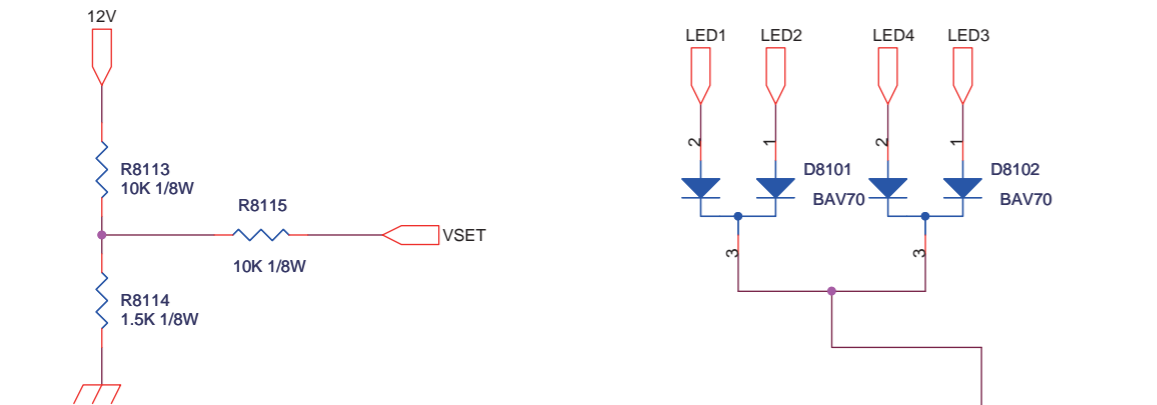 12V
R8113
10K 1/8W
R8115
10K 1/8W
VSET
R8114
1.5K 1/8W
LED1
LED2
LED4
LED3
2
1
2
1
D8101
BAV70
D8102
BAV70
3
3